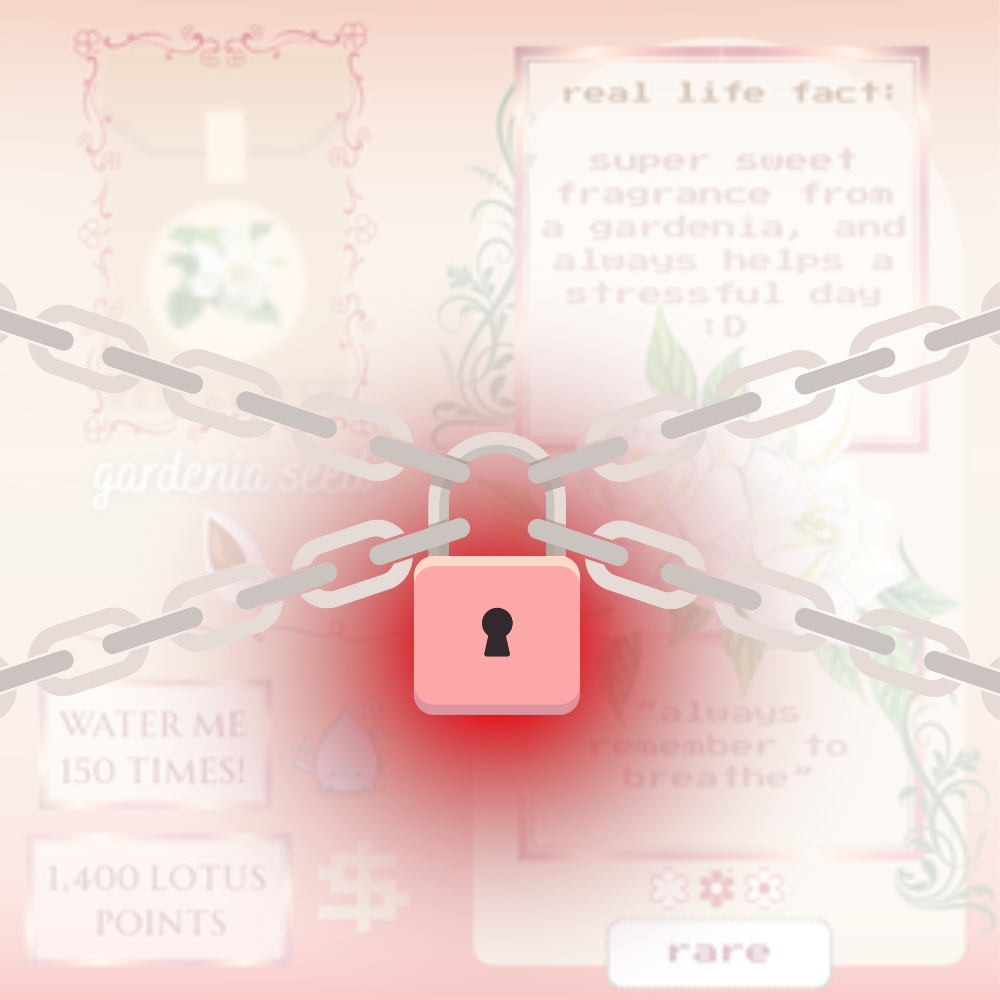 real life fact:
super sweet
fragrance from
a gardenia, and
always helps a
stressful day
:D
gardenia seeds
WATER ME
150 TIMES!
1,400 LOTUS
POINTS
“always
remember to
breathe”
rare